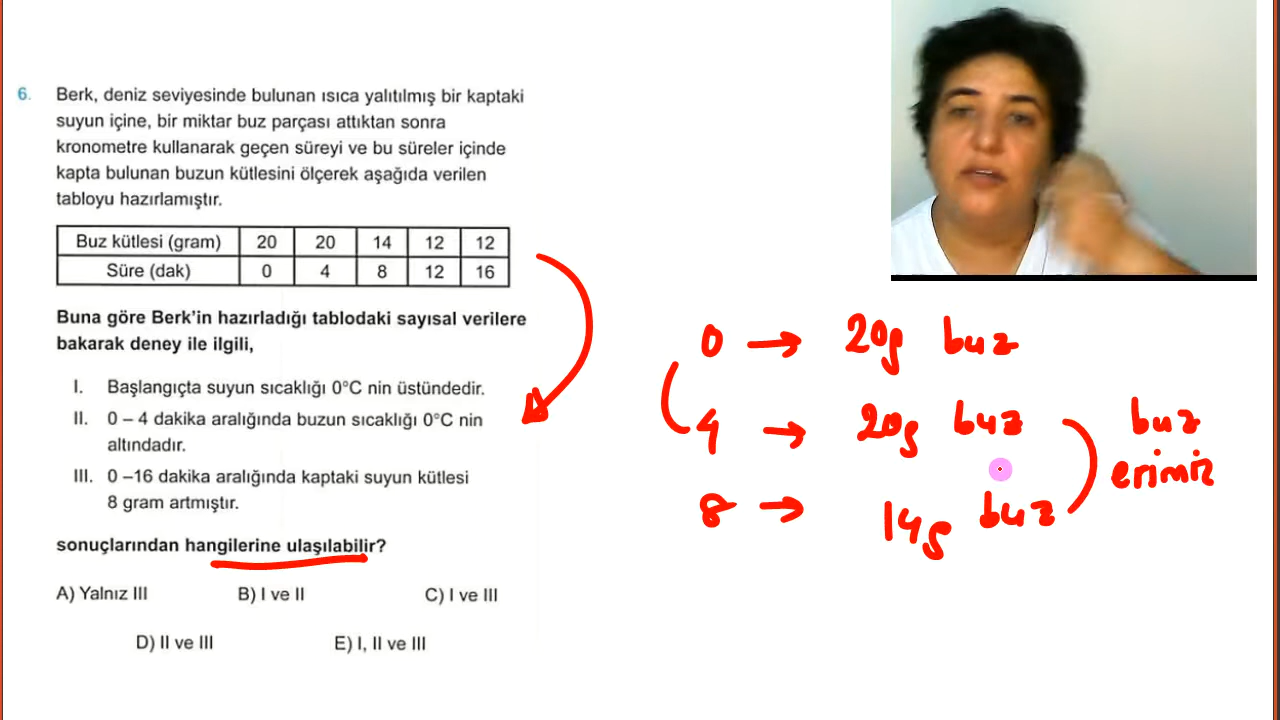 6. Berk, deniz seviyesinde bulunan ısıca yalıtılmış bir kaptaki
suyun içine, bir miktar buz parçası attıktan sonra
kronometre kullanarak geçen süreyi ve bu süreler içinde
kapta bulunan buzun kütlesini ölçerek aşağıda verilen
tabloyu hazırlamıştır.
Buz kütlesi (gram) 20 20 14 12 12
Süre (dak) 0 4 8 12 16
Buna göre Berk'in hazırladığı tablodaki sayısal verilere
bakarak deney ile ilgili,
I. Başlangıçta suyun sıcaklığı 0°C nin üstündedir.
II. 0 – 4 dakika aralığında buzun sıcaklığı 0°C nin
altındadır.
III. 0 –16 dakika aralığında kaptaki suyun kütlesi
8 gram artmıştır.
sonuçlarından hangilerine ulaşılabilir?
A) Yalnız III B) I ve II C) I ve III
D) II ve III E) I, II ve III
0 → 20g buz
4 → 20g buz
8 → 14g buz
buz
erimiz